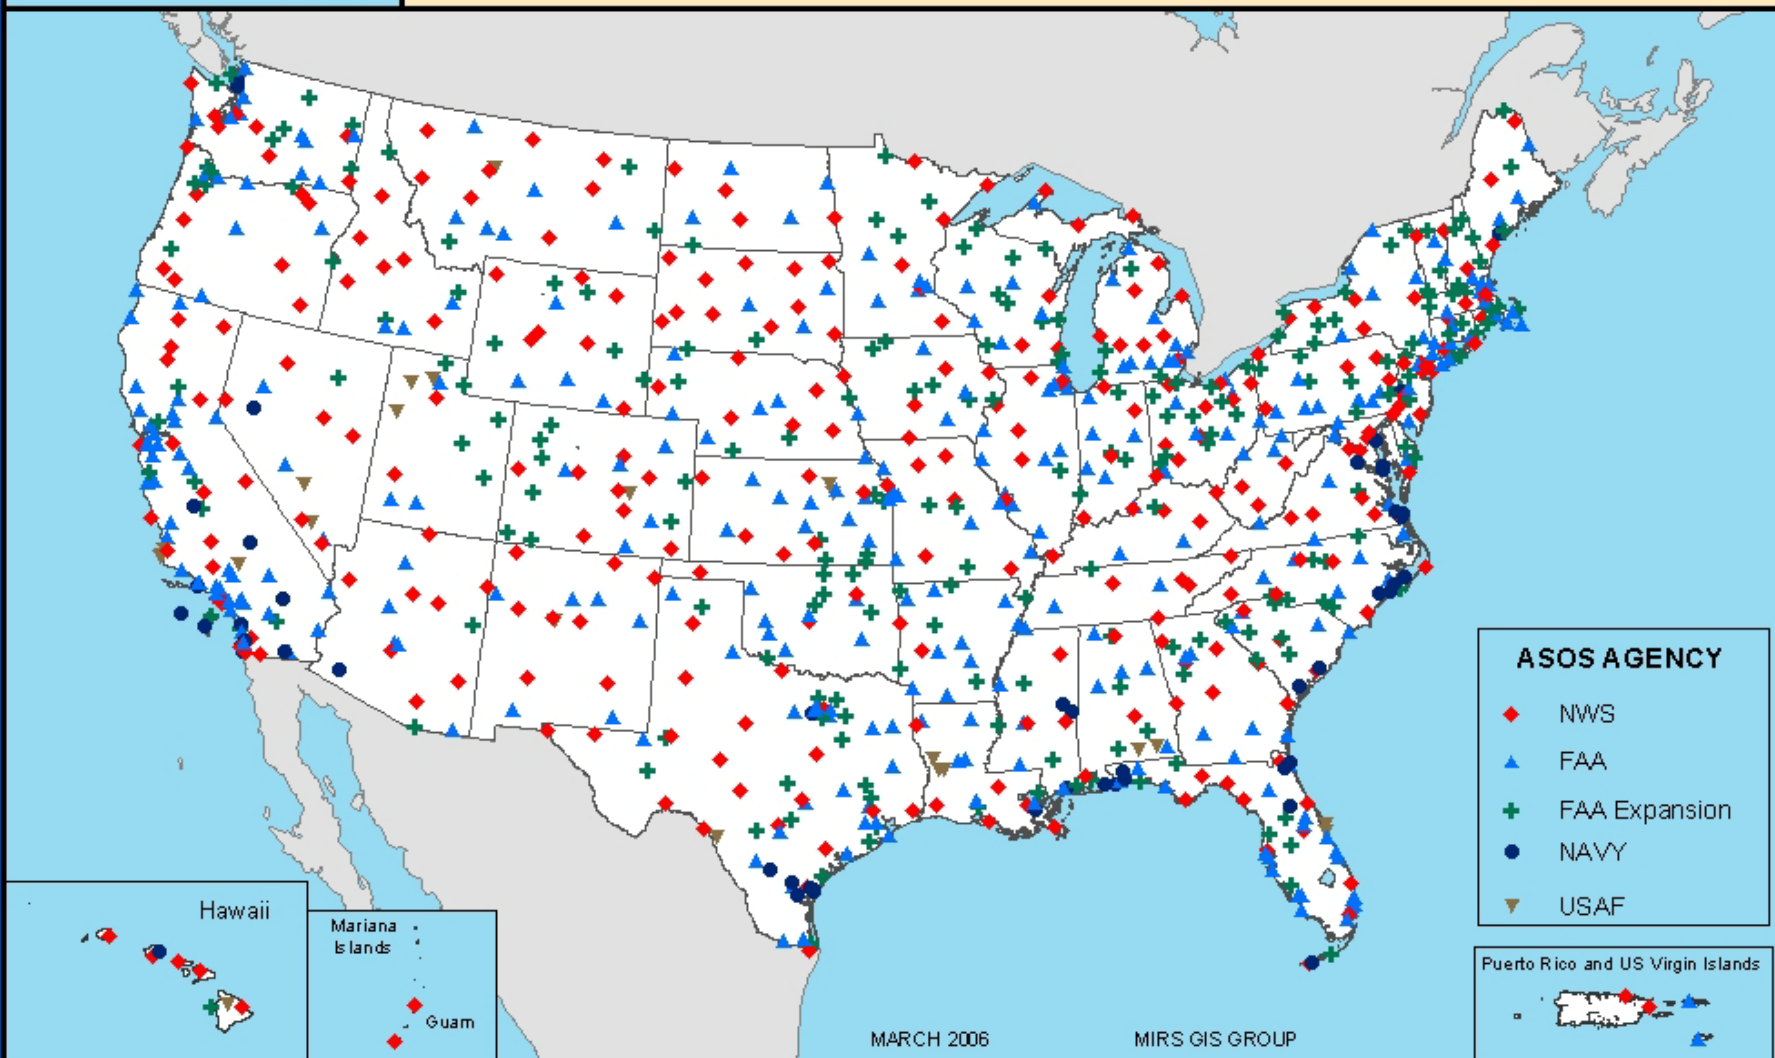 ASOS AGENCY
NWS
FAA
FAA Expansion
NAVY
USAF
Hawaii
Mariana
Islands
Guam
MARCH 2006
MIRS GIS GROUP
Puerto Rico and US Virgin Islands